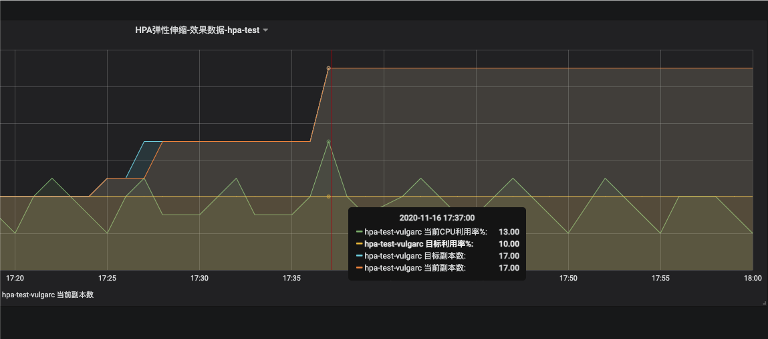 HPA弹性伸缩-效果数据-hpa-test
2020-11-16 17:37:00
hpa-test-vulgarc 当前CPU利用率%: 13.00
hpa-test-vulgarc 目标利用率%: 10.00
hpa-test-vulgarc 目标副本数: 17.00
hpa-test-vulgarc 当前副本数: 17.00
17:20 17:25 17:30 17:35 17:50 17:55 18:00
hpa-test-vulgarc 当前副本数